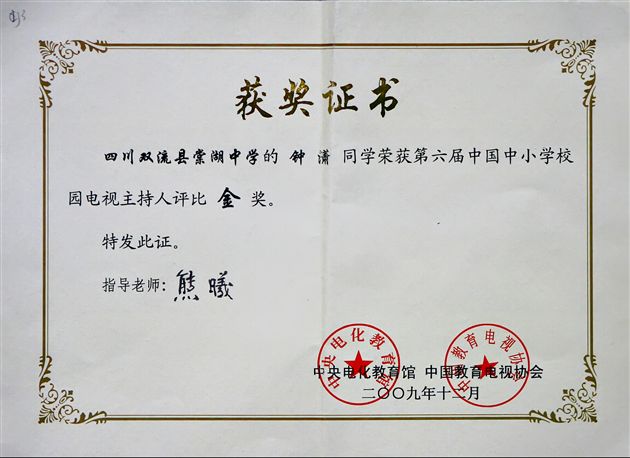 获奖证书
四川双流县棠湖中学的 钟 潇 同学荣获第六届中国中小学校
园电视主持人评比 金 奖。
特发此证。
指导老师：熊曦
中央电化教育馆
中国教育电视协会
中央电化教育馆 中国教育电视协会
二〇〇九年十二月